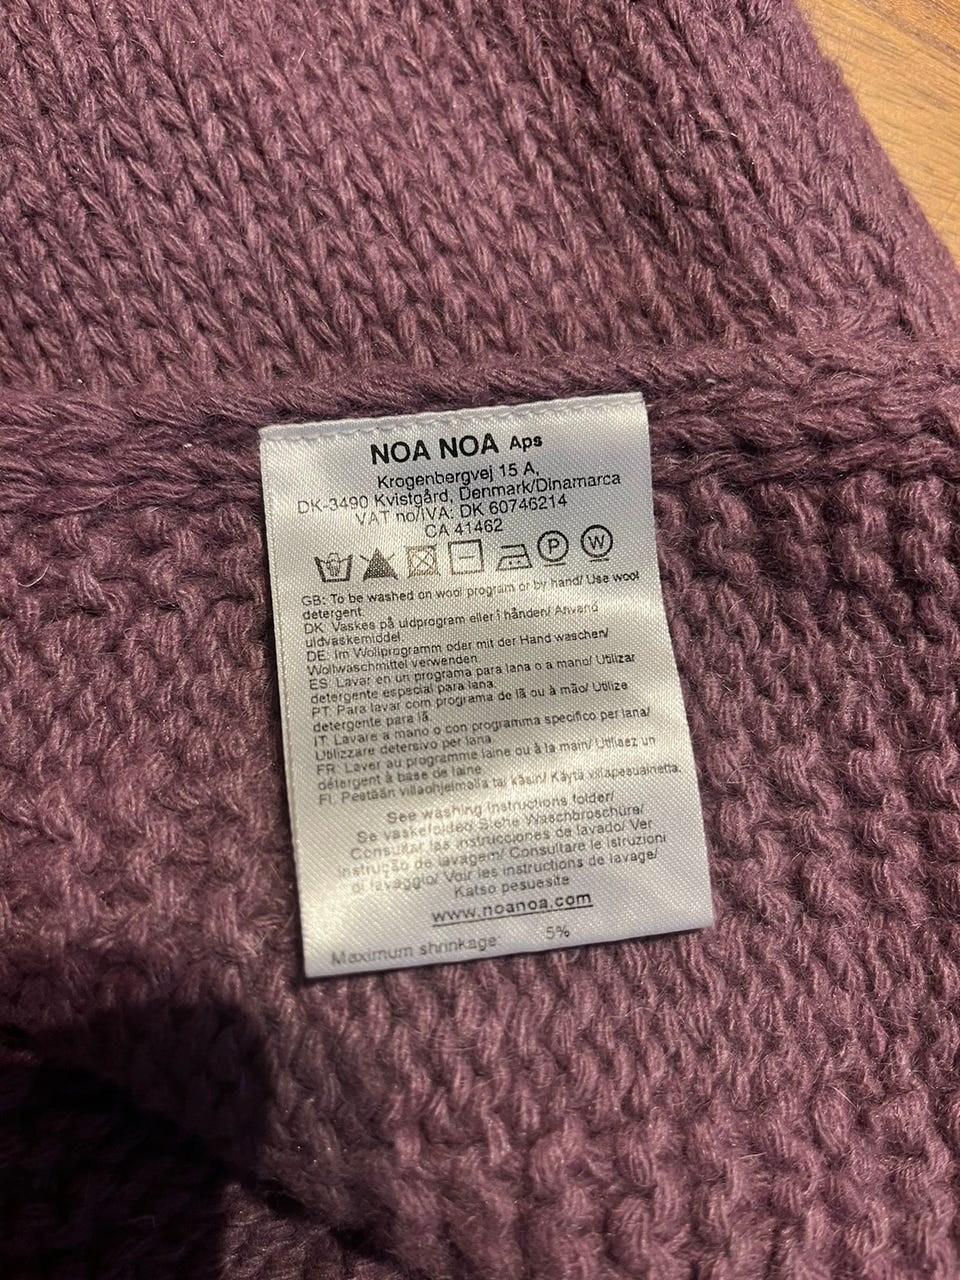 NOA NOA Aps
Krogenbergvej 15 A,
DK-3490 Kvistgård, Denmark/Dinamarca
VAT no/IVA: DK 60746214
CA 41462
P W
GB: To be washed on wool program or by hand/ Use wool
detergent.
DK: Vaskes på uldprogram eller i hånden/ Anvend
uldvaskemiddel.
DE: Im Wollprogramm oder mit der Hand waschen/
Wollwaschmittel verwenden.
ES: Lavar en un programa para lana o a mano/ Utilizar
detergente especial para lana.
PT: Para lavar com programa de lã ou à mão/ Utilize
detergente para lã.
IT: Lavare a mano o con programma specifico per lana/
Utilizzare detersivo per lana.
FR: Laver au programme laine ou à la main/ Utilisez un
détergent à base de laine.
FI: Pestään villaohjelmalla tai käsin/ Käytä villapesuainetta.
See washing instructions folder/
Se vaskefolder/ Siehe Waschbroschüre/
Consultar las instrucciones de lavado/ Ver
instrução de lavagem/ Consultare le istruzioni
di lavaggio/ Voir les instructions de lavage/
Katso pesuesite
www.noanoa.com
Maximum shrinkage: 5%